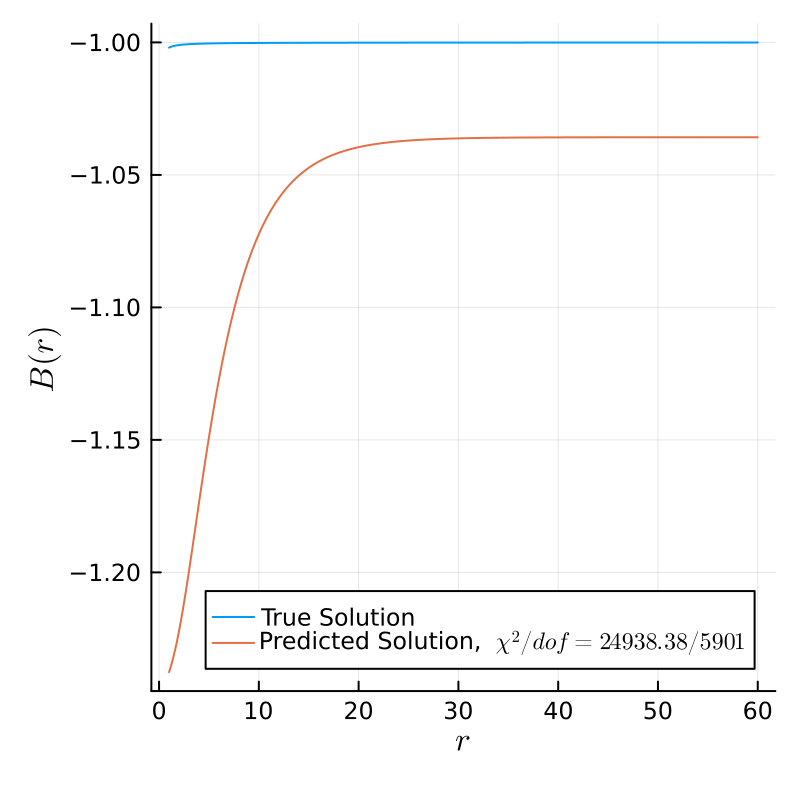 −1.00
−1.05
−1.10
−1.15
−1.20
B(r)
True Solution
Predicted Solution, χ²/dof = 24938.38/5901
0 10 20 30 40 50 60
r